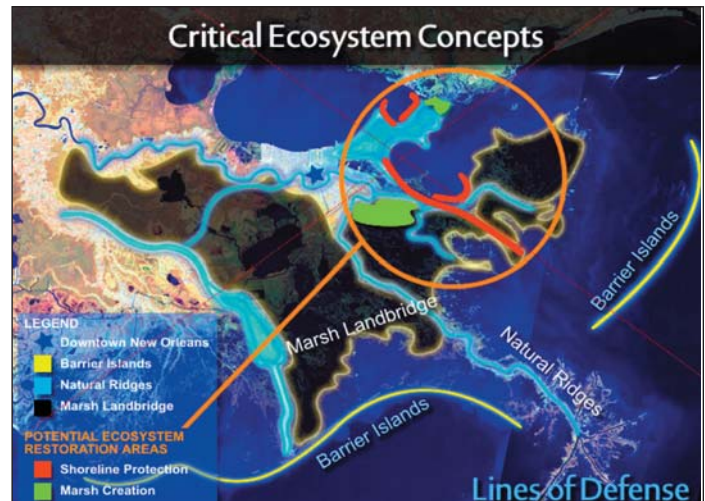 Critical Ecosystem Concepts
Barrier Islands
Marsh Landbridge
Natural Ridges
Barrier Islands
LEGEND
Downtown New Orleans
Barrier Islands
Natural Ridges
Marsh Landbridge
POTENTIAL ECOSYSTEM
RESTORATION AREAS
Shoreline Protection
Marsh Creation
Lines of Defense